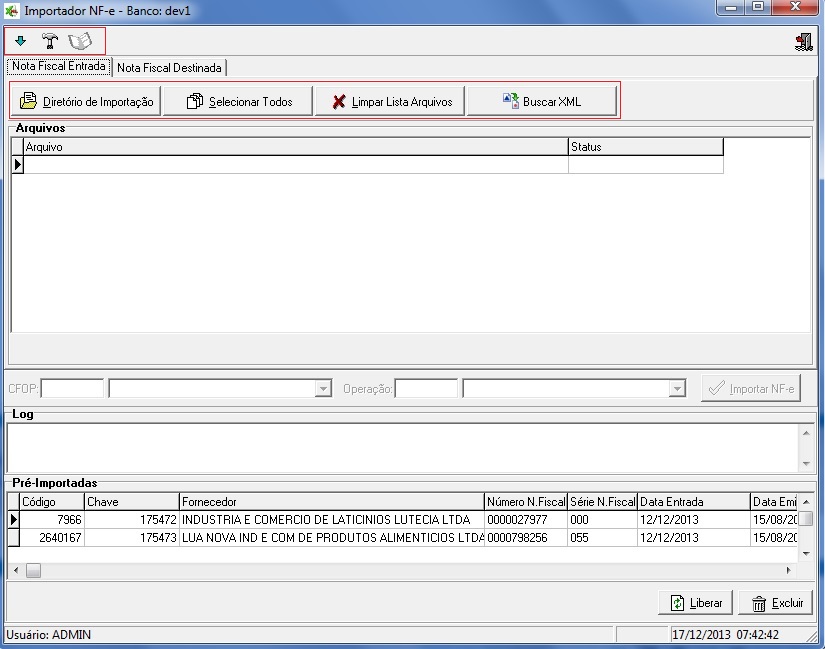 Importador NF-e - Banco: dev1
Nota Fiscal Entrada Nota Fiscal Destinada
Diretório de Importação Selecionar Todos Limpar Lista Arquivos Buscar XML
Arquivos
Arquivo Status
CFOP: Operação: Importar NF-e
Log
Pré-Importadas
Código Chave Fornecedor Número N.Fiscal Série N.Fiscal Data Entrada Data Emi
7966 175472 INDUSTRIA E COMERCIO DE LATICINIOS LUTECIA LTDA 0000027977 000 12/12/2013 15/08/20
2640167 175473 LUA NOVA IND E COM DE PRODUTOS ALIMENTICIOS LTDA 0000798256 055 12/12/2013 15/08/20
Liberar Excluir
Usuário: ADMIN 17/12/2013 07:42:42